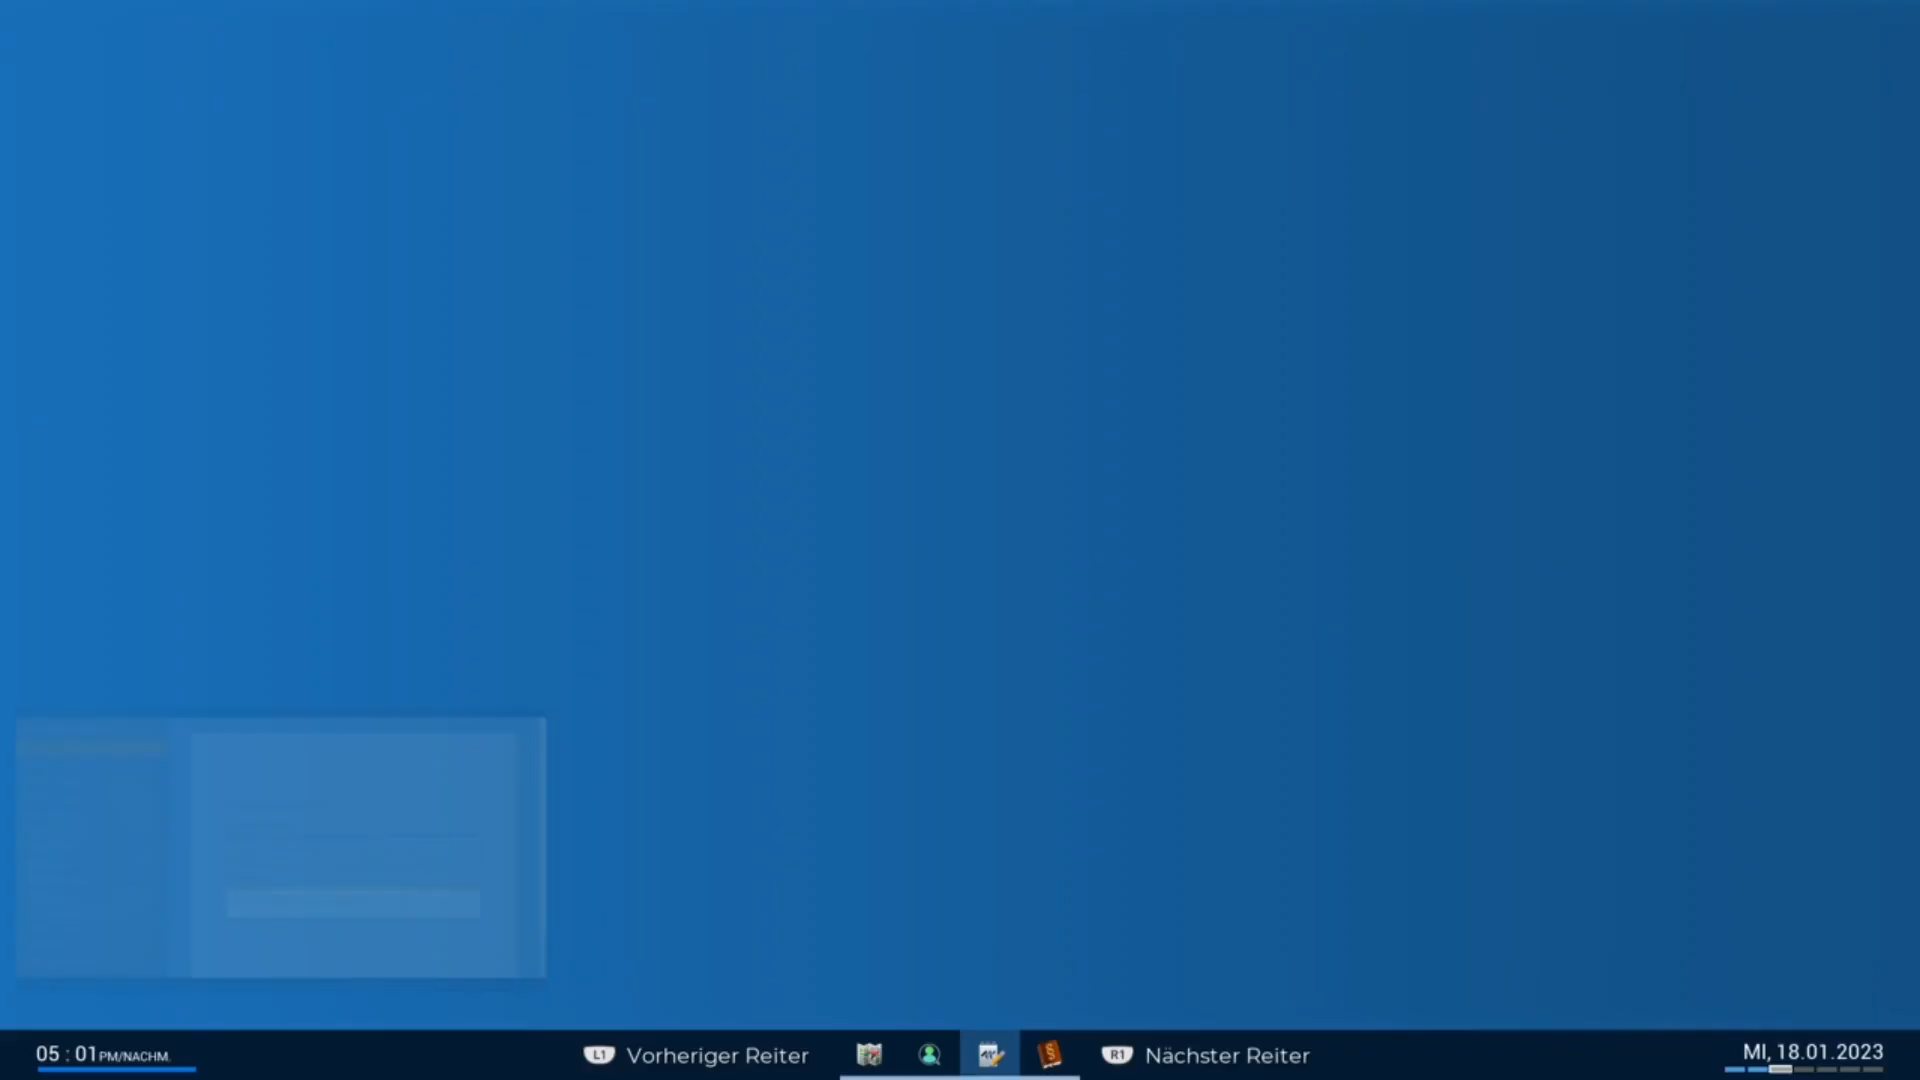 05 : 01 PM/NACHM.
L1 Vorheriger Reiter
R1 Nächster Reiter
MI, 18.01.2023